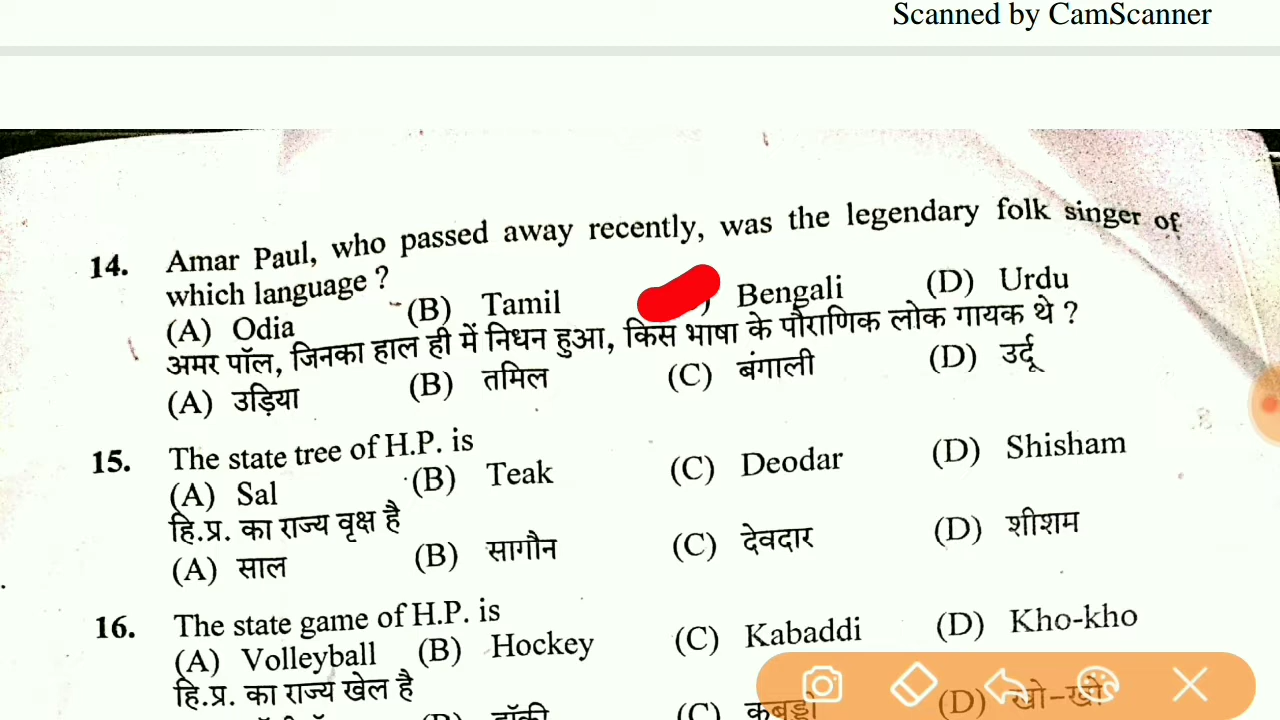 Scanned by CamScanner
14. Amar Paul, who passed away recently, was the legendary folk singer of
which language ?
(A) Odia (B) Tamil ) Bengali (D) Urdu
अमर पॉल, जिनका हाल ही में निधन हुआ, किस भाषा के पौराणिक लोक गायक थे ?
(A) उड़िया (B) तमिल (C) बंगाली (D) उर्दू
15. The state tree of H.P. is
(A) Sal (B) Teak (C) Deodar (D) Shisham
हि.प्र. का राज्य वृक्ष है
(A) साल (B) सागौन (C) देवदार (D) शीशम
16. The state game of H.P. is
(A) Volleyball (B) Hockey (C) Kabaddi (D) Kho-kho
हि.प्र. का राज्य खेल है
(B) हॉकी (C) कबड्डी (D) खो-खो